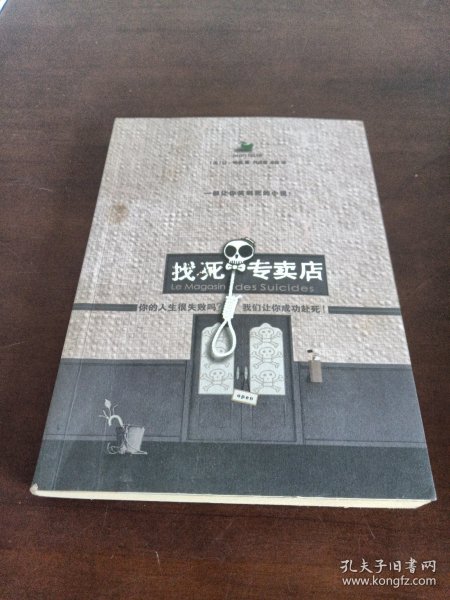 一部让你笑到死的小说!
找死专卖店
Le Magasin des Suicides
你的人生很失败吗? 我们让你成功赴死!
open
孔夫子旧书网
www.kongfz.com